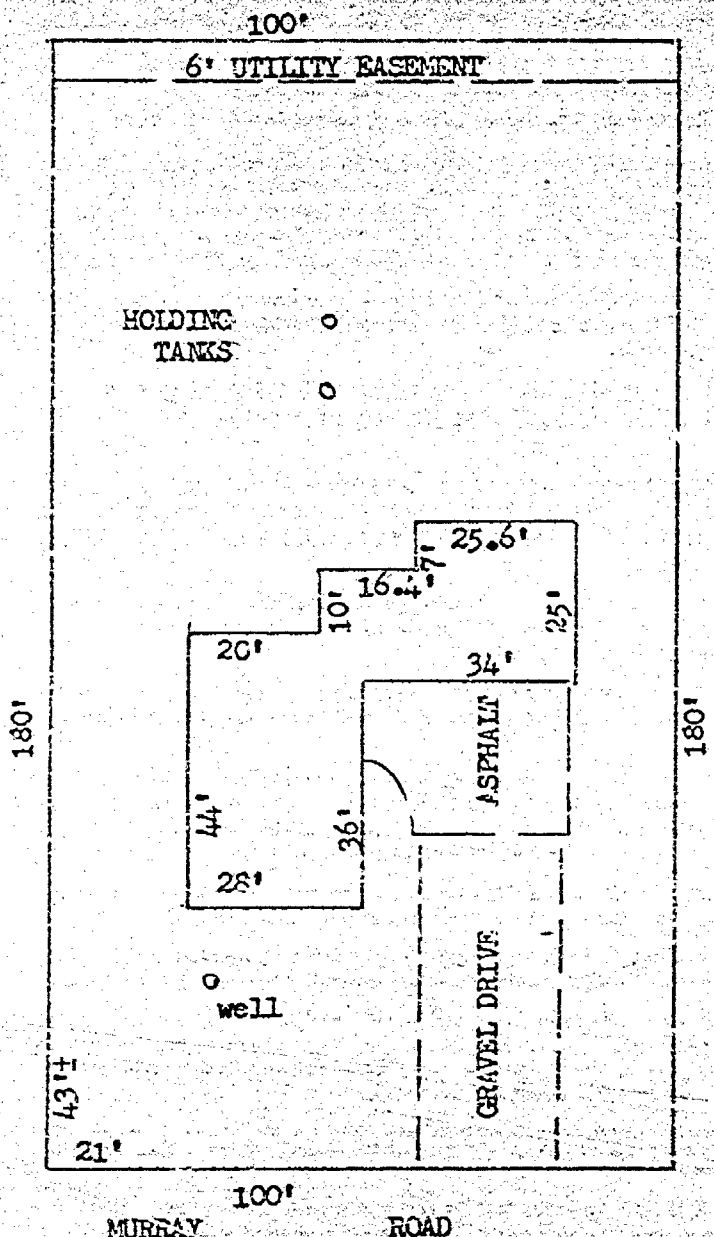 100'
6' UTILITY EASEMENT
HOLDING
TANKS
25.6'
7'
16.4'
10'
25'
20'
34'
180'
180'
ASPHALT
44'
36'
28'
well
GRAVEL DRIVE
43'±
21'
100'
MURRAY ROAD